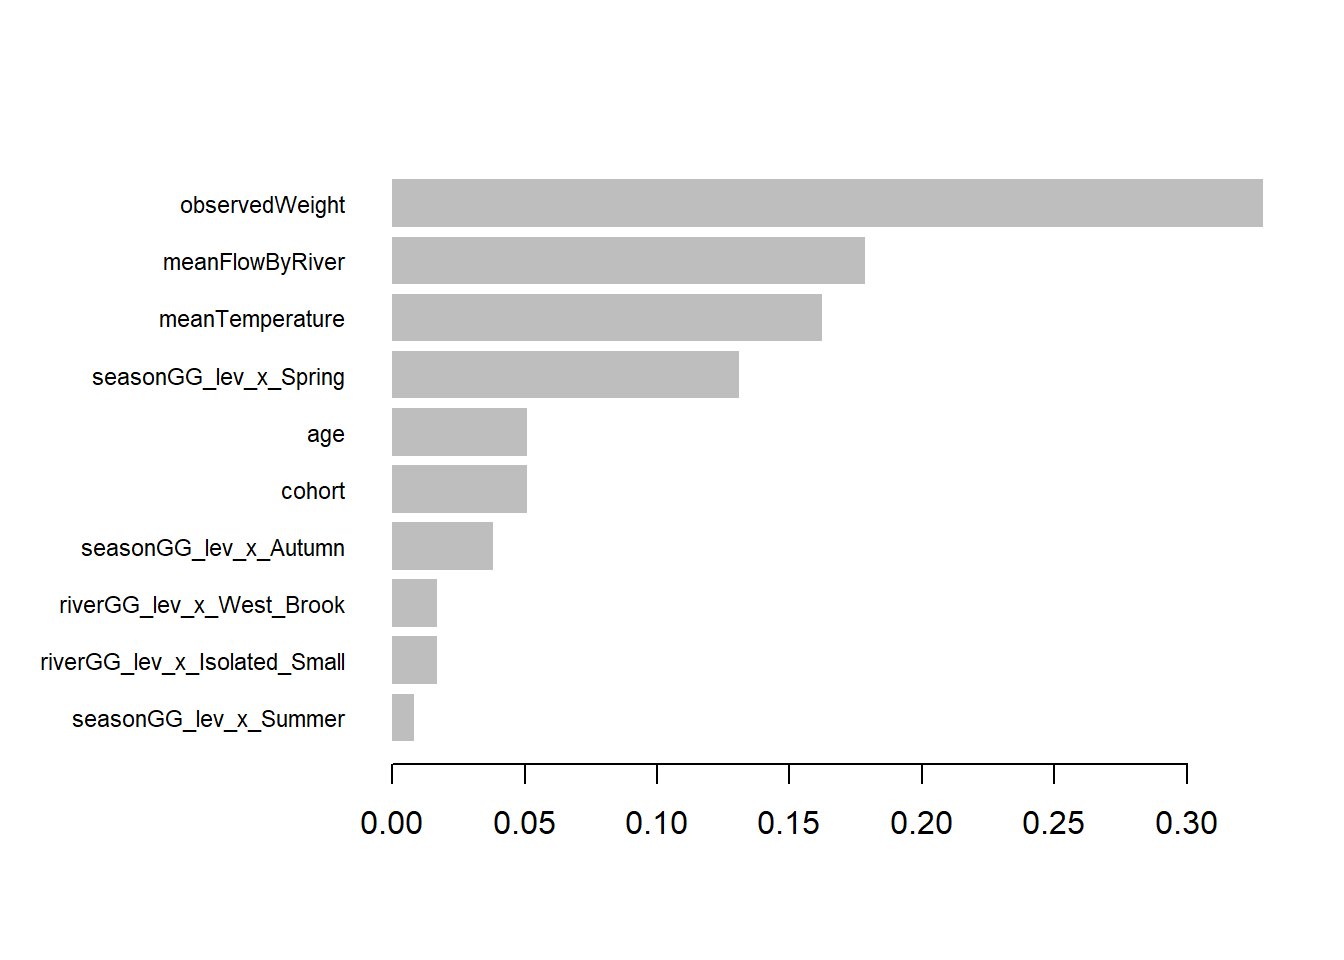 observedWeight
meanFlowByRiver
meanTemperature
seasonGG_lev_x_Spring
age
cohort
seasonGG_lev_x_Autumn
riverGG_lev_x_West_Brook
riverGG_lev_x_Isolated_Small
seasonGG_lev_x_Summer
0.00 0.05 0.10 0.15 0.20 0.25 0.30